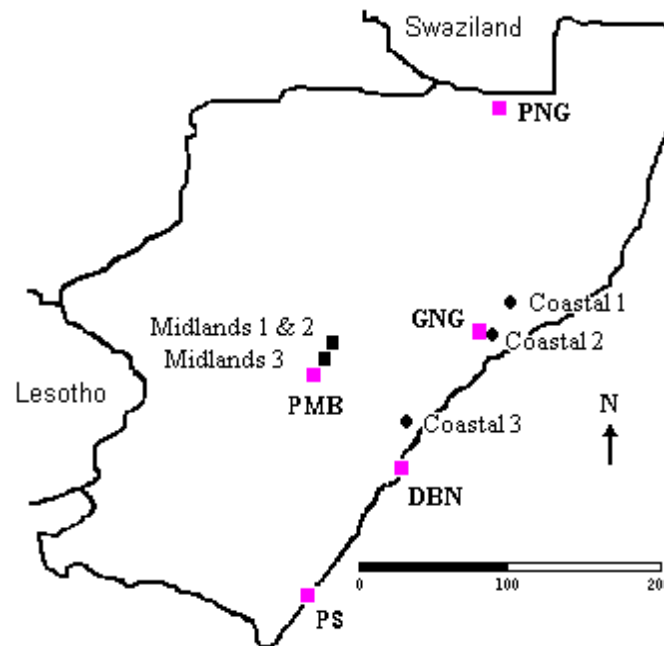 Swaziland
PNG
Coastal 1
Midlands 1 & 2
GNG
Coastal 2
Midlands 3
Lesotho
PMB
N
Coastal 3
DBN
0 100 200
PS